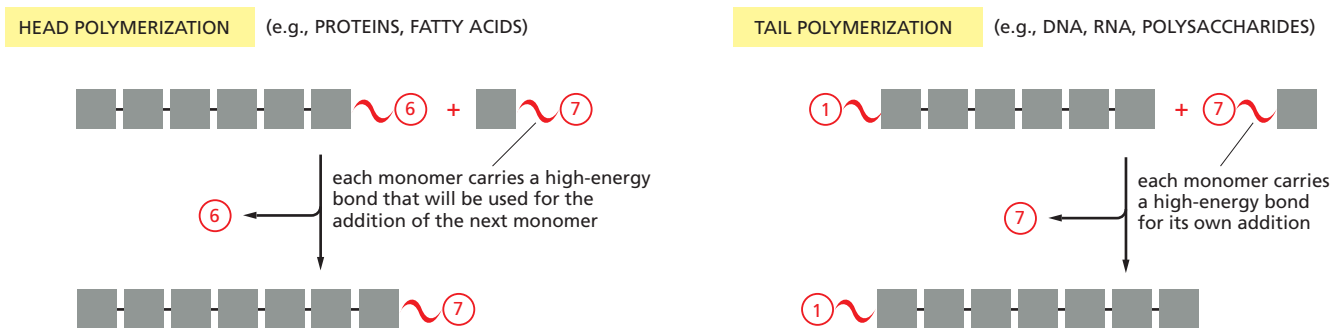 HEAD POLYMERIZATION (e.g., PROTEINS, FATTY ACIDS)
6 + 7
each monomer carries a high-energy
bond that will be used for the
addition of the next monomer
6
7
TAIL POLYMERIZATION (e.g., DNA, RNA, POLYSACCHARIDES)
1 + 7
each monomer carries
a high-energy bond
for its own addition
7
1